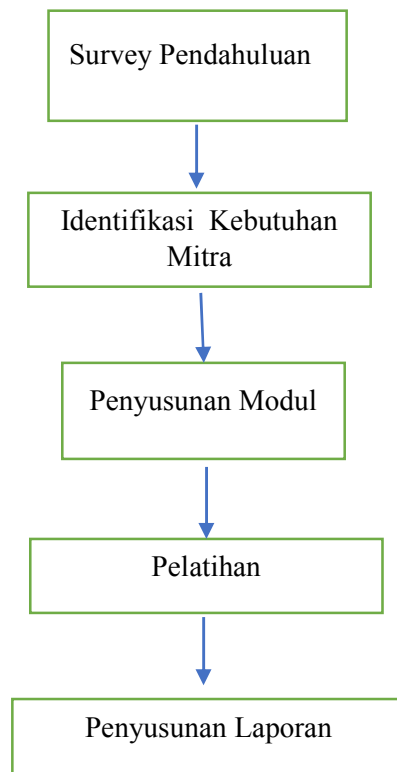 Survey Pendahuluan
Identifikasi Kebutuhan
Mitra
Penyusunan Modul
Pelatihan
Penyusunan Laporan